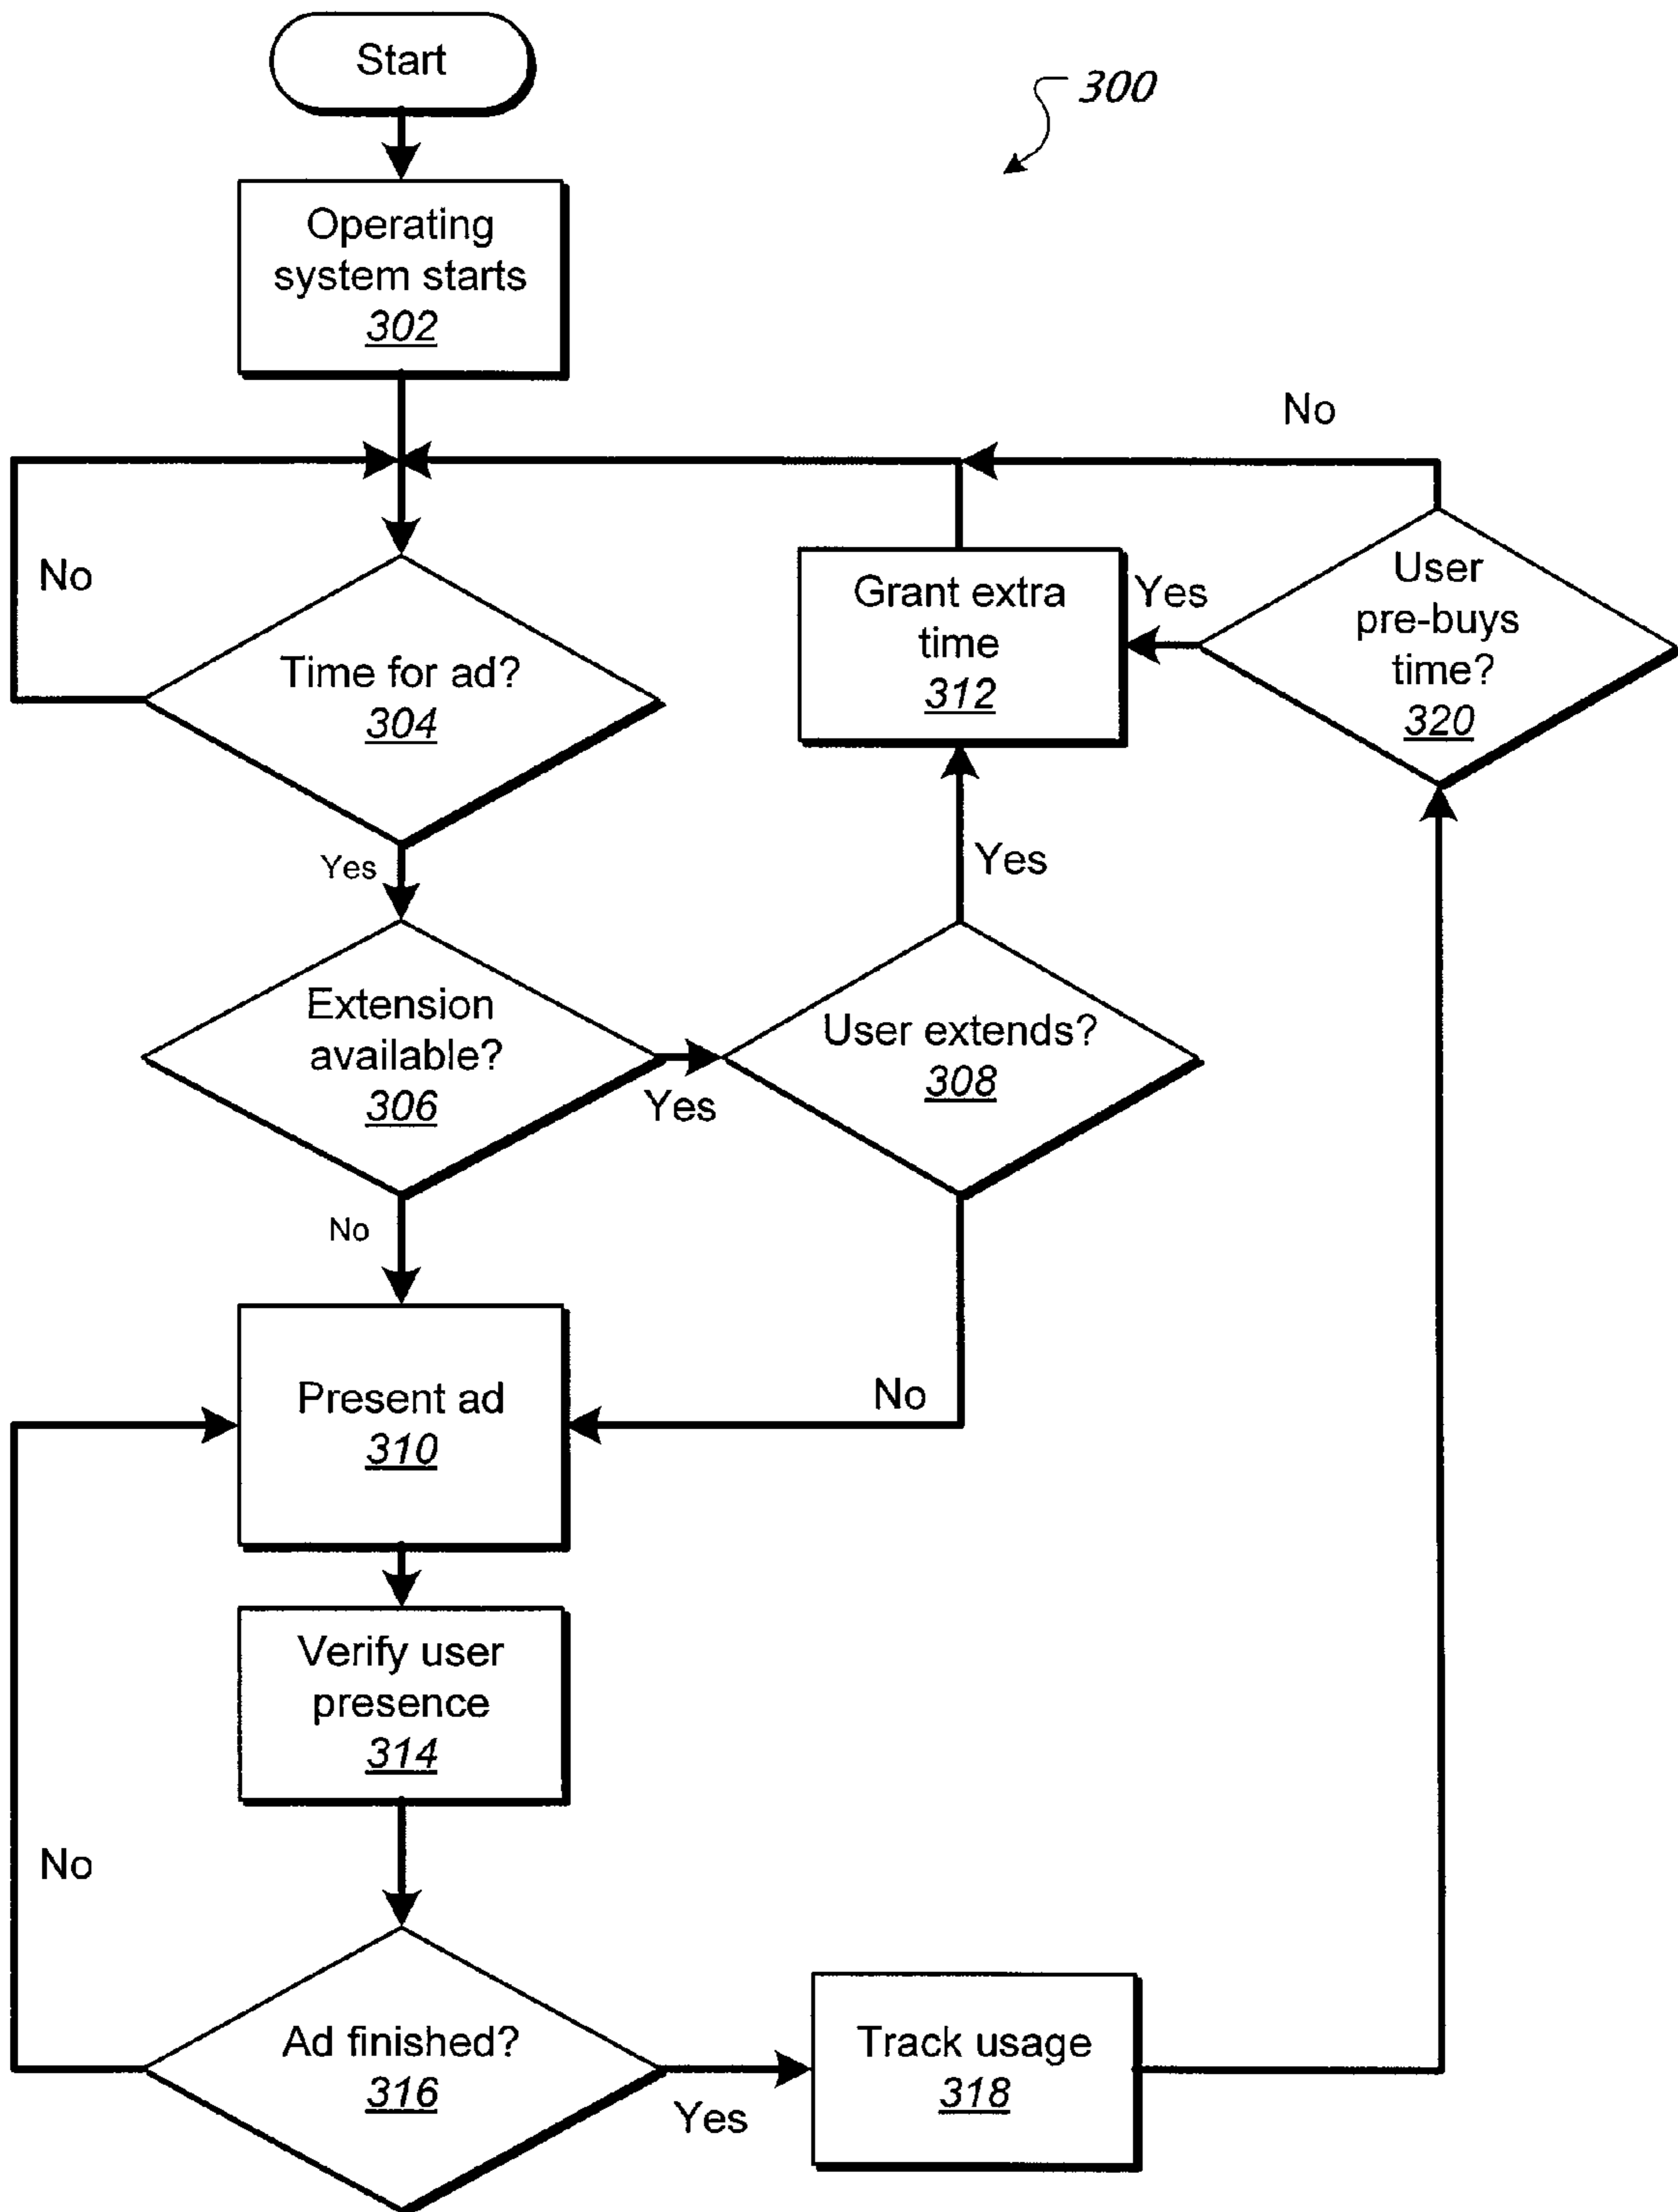 Start
300
Operating
system starts
302
No
No
Time for ad?
304
Grant extra
time
312
Yes
User
pre-buys
time?
320
Yes
Yes
Extension
available?
306
Yes
User extends?
308
No
No
Present ad
310
Verify user
presence
314
No
Ad finished?
316
Yes
Track usage
318